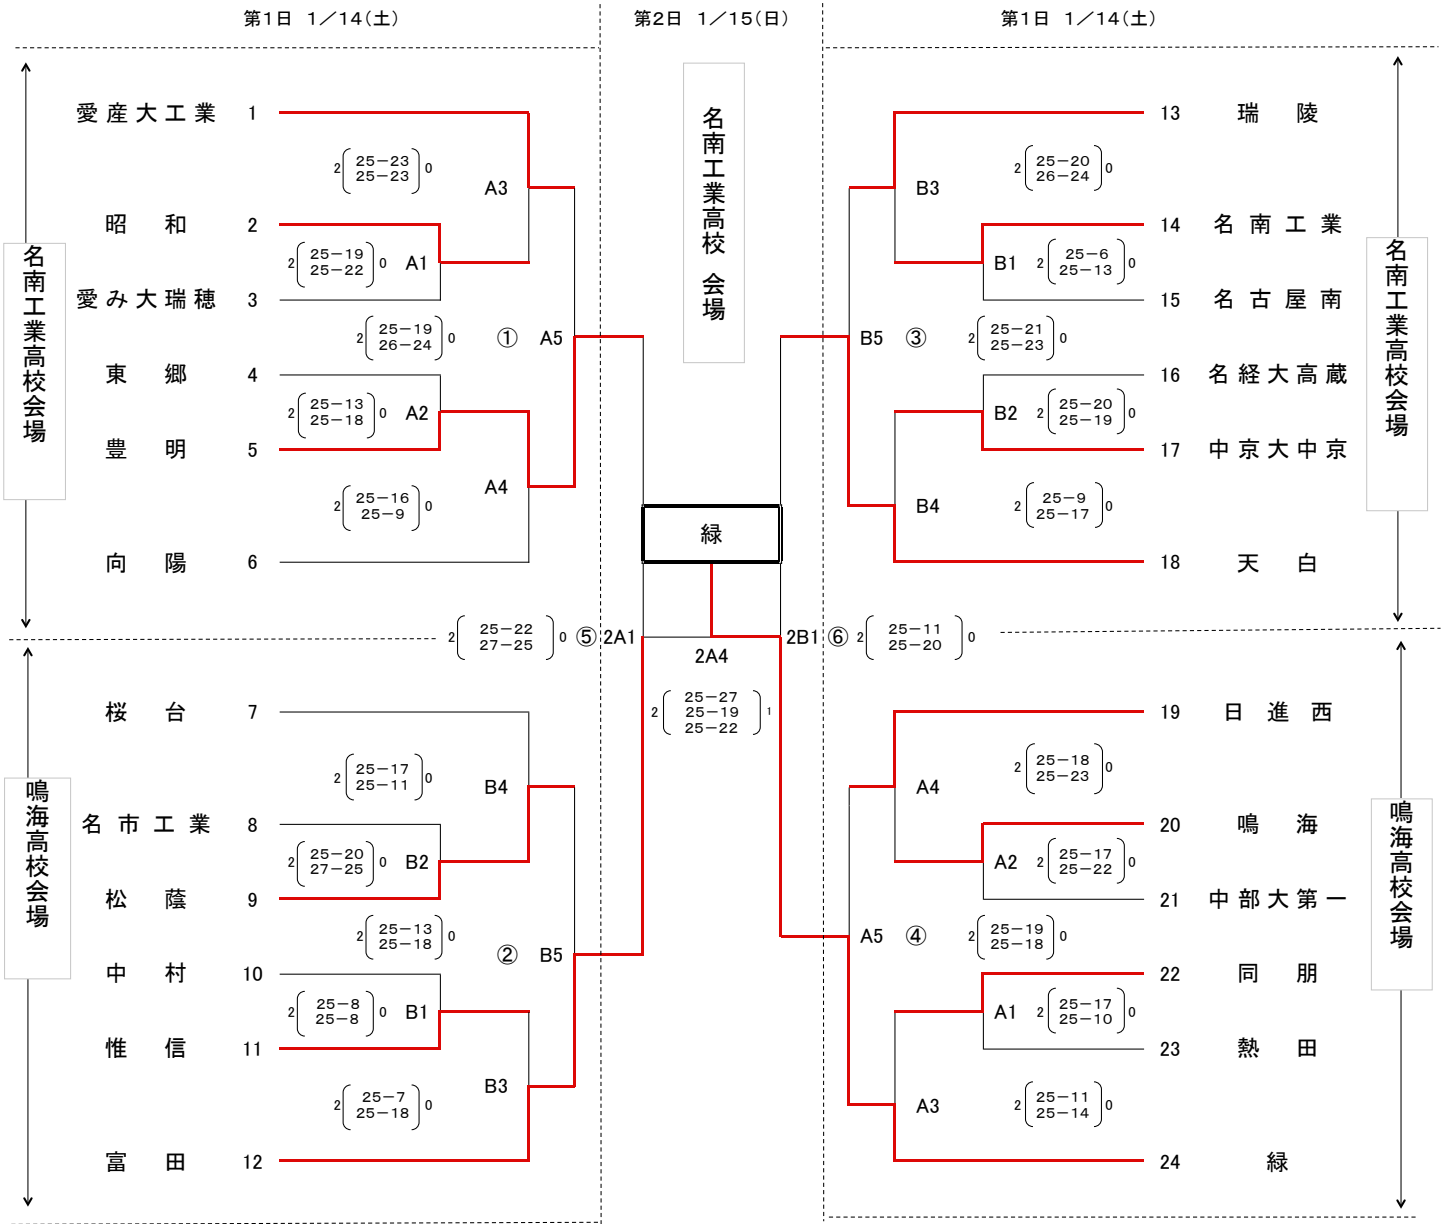 第1日 1／14(土)
第2日 1／15(日)
第1日 1／14(土)
名南工業高校会場
愛産大工業 1
2 25－23 0
25－23
A3
昭和 2
2 25－19 0
25－22
A1
愛み大瑞穂 3
2 25－19 0
26－24
① A5
東郷 4
2 25－13 0
25－18
A2
豊明 5
A4
2 25－16 0
25－9
向陽 6
名南工業高校 会場
緑
13 瑞陵
B3
2 25－20 0
26－24
14 名南工業
B1 2 25－6 0
25－13
15 名古屋南
B5 ③
2 25－21 0
25－23
16 名経大高蔵
B2 2 25－20 0
25－19
17 中京大中京
B4
2 25－9 0
25－17
18 天白
名南工業高校会場
2 25－22 0
27－25
⑤ 2A1
2A4
2B1 ⑥
2 25－11 0
25－20
2 25－27 1
25－19
25－22
鳴海高校会場
桜台 7
2 25－17 0
25－11
B4
名市工業 8
2 25－20 0
27－25
B2
松蔭 9
2 25－13 0
25－18
② B5
中村 10
2 25－8 0
25－8
B1
惟信 11
B3
2 25－7 0
25－18
富田 12
19 日進西
A4
2 25－18 0
25－23
20 鳴海
A2 2 25－17 0
25－22
21 中部大第一
A5 ④
2 25－19 0
25－18
22 同朋
A1 2 25－17 0
25－10
23 熱田
A3
2 25－11 0
25－14
24 緑
鳴海高校会場